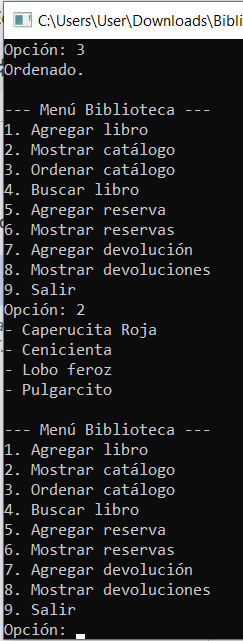 C:\Users\User\Downloads\Bibli
Opción: 3
Ordenado.
--- Menú Biblioteca ---
1. Agregar libro
2. Mostrar catálogo
3. Ordenar catálogo
4. Buscar libro
5. Agregar reserva
6. Mostrar reservas
7. Agregar devolución
8. Mostrar devoluciones
9. Salir
Opción: 2
- Caperucita Roja
- Cenicienta
- Lobo feroz
- Pulgarcito
--- Menú Biblioteca ---
1. Agregar libro
2. Mostrar catálogo
3. Ordenar catálogo
4. Buscar libro
5. Agregar reserva
6. Mostrar reservas
7. Agregar devolución
8. Mostrar devoluciones
9. Salir
Opción: